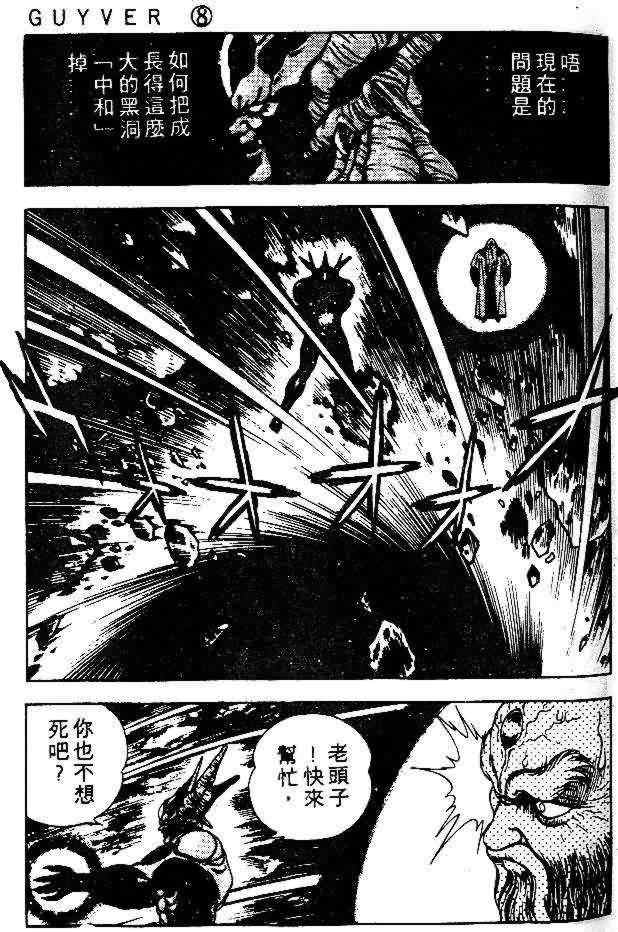 GUYVER ⑧
唔……
現在的
問題是
……
如何把成
長得這麼
大的黑洞
「中和」
掉……
老頭子
！快來
幫忙，
你也不想
死吧？